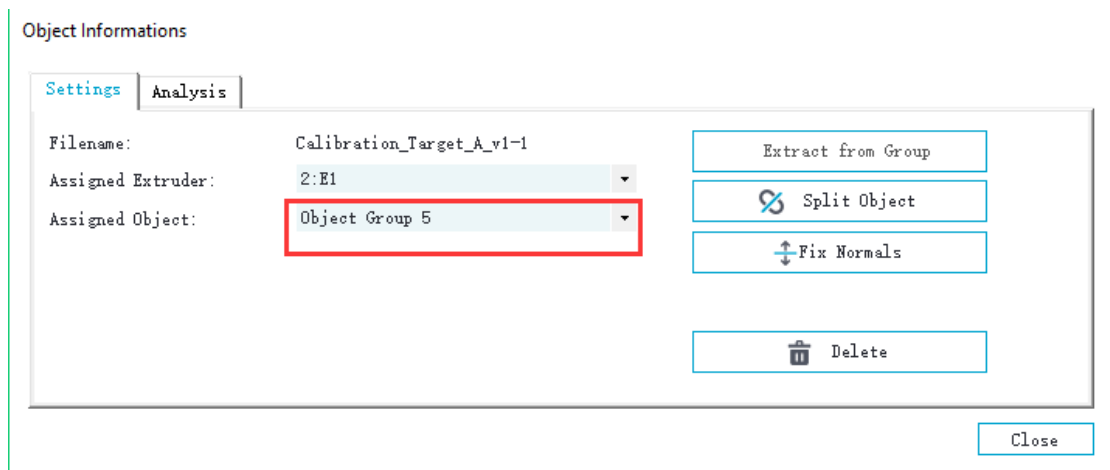 Object Informations
Settings Analysis
Filename: Calibration_Target_A_v1-1
Assigned Extruder: 2:E1
Assigned Object: Object Group 5
Extract from Group
Split Object
Fix Normals
Delete
Close